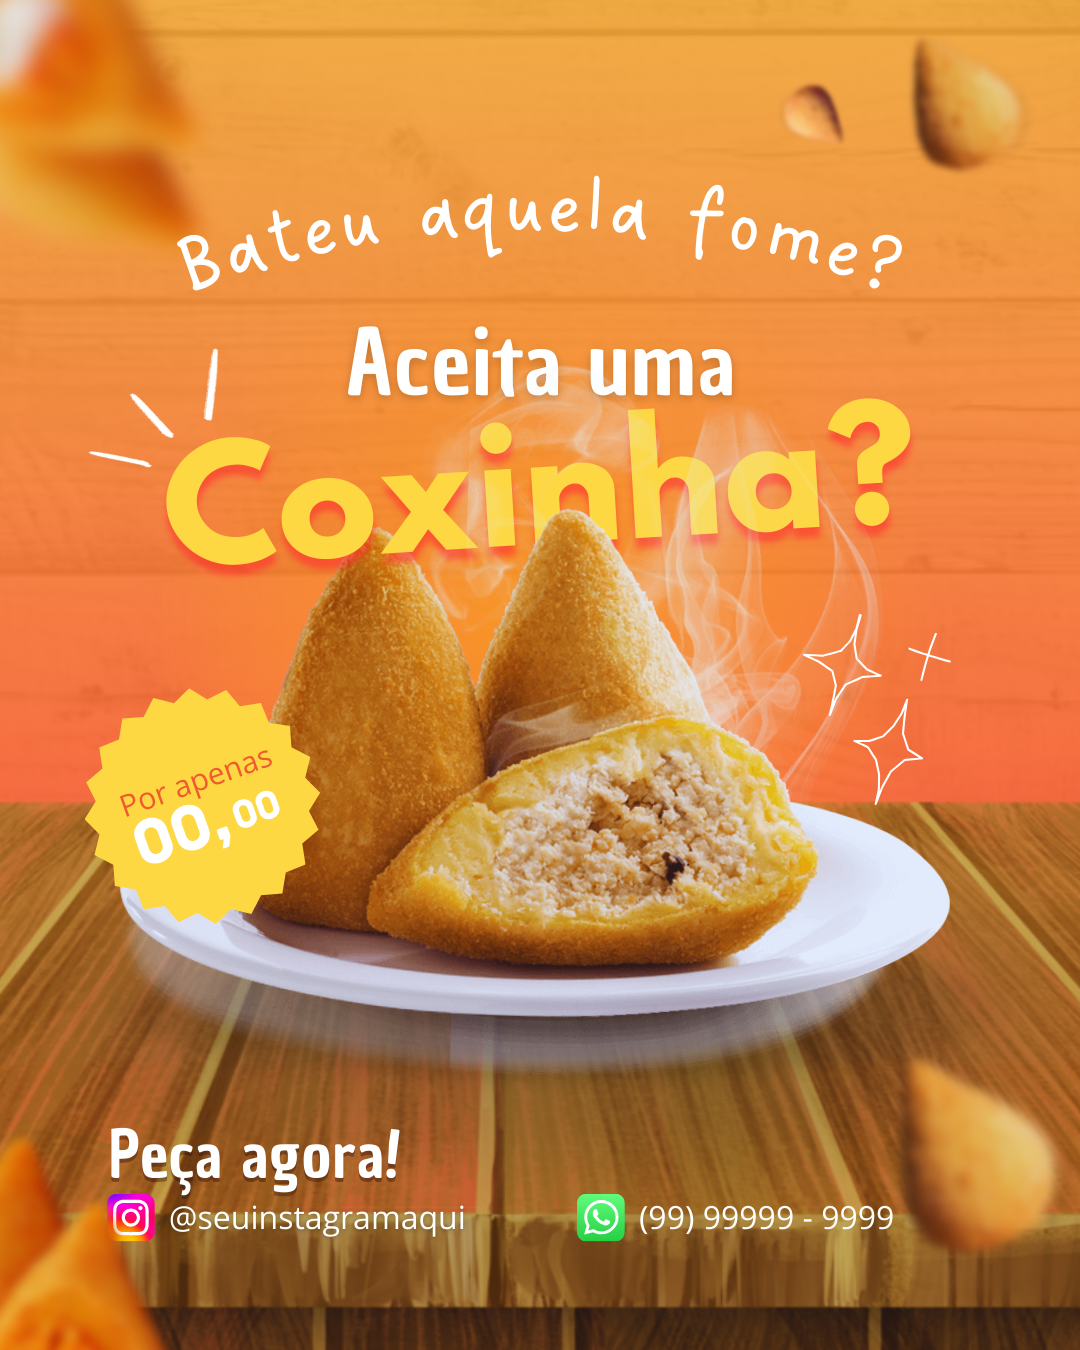 Bateu aquela fome?
Aceita uma
Coxinha?
Por apenas
00,00
Peça agora!
@seuinstagramaqui
(99) 99999 - 9999